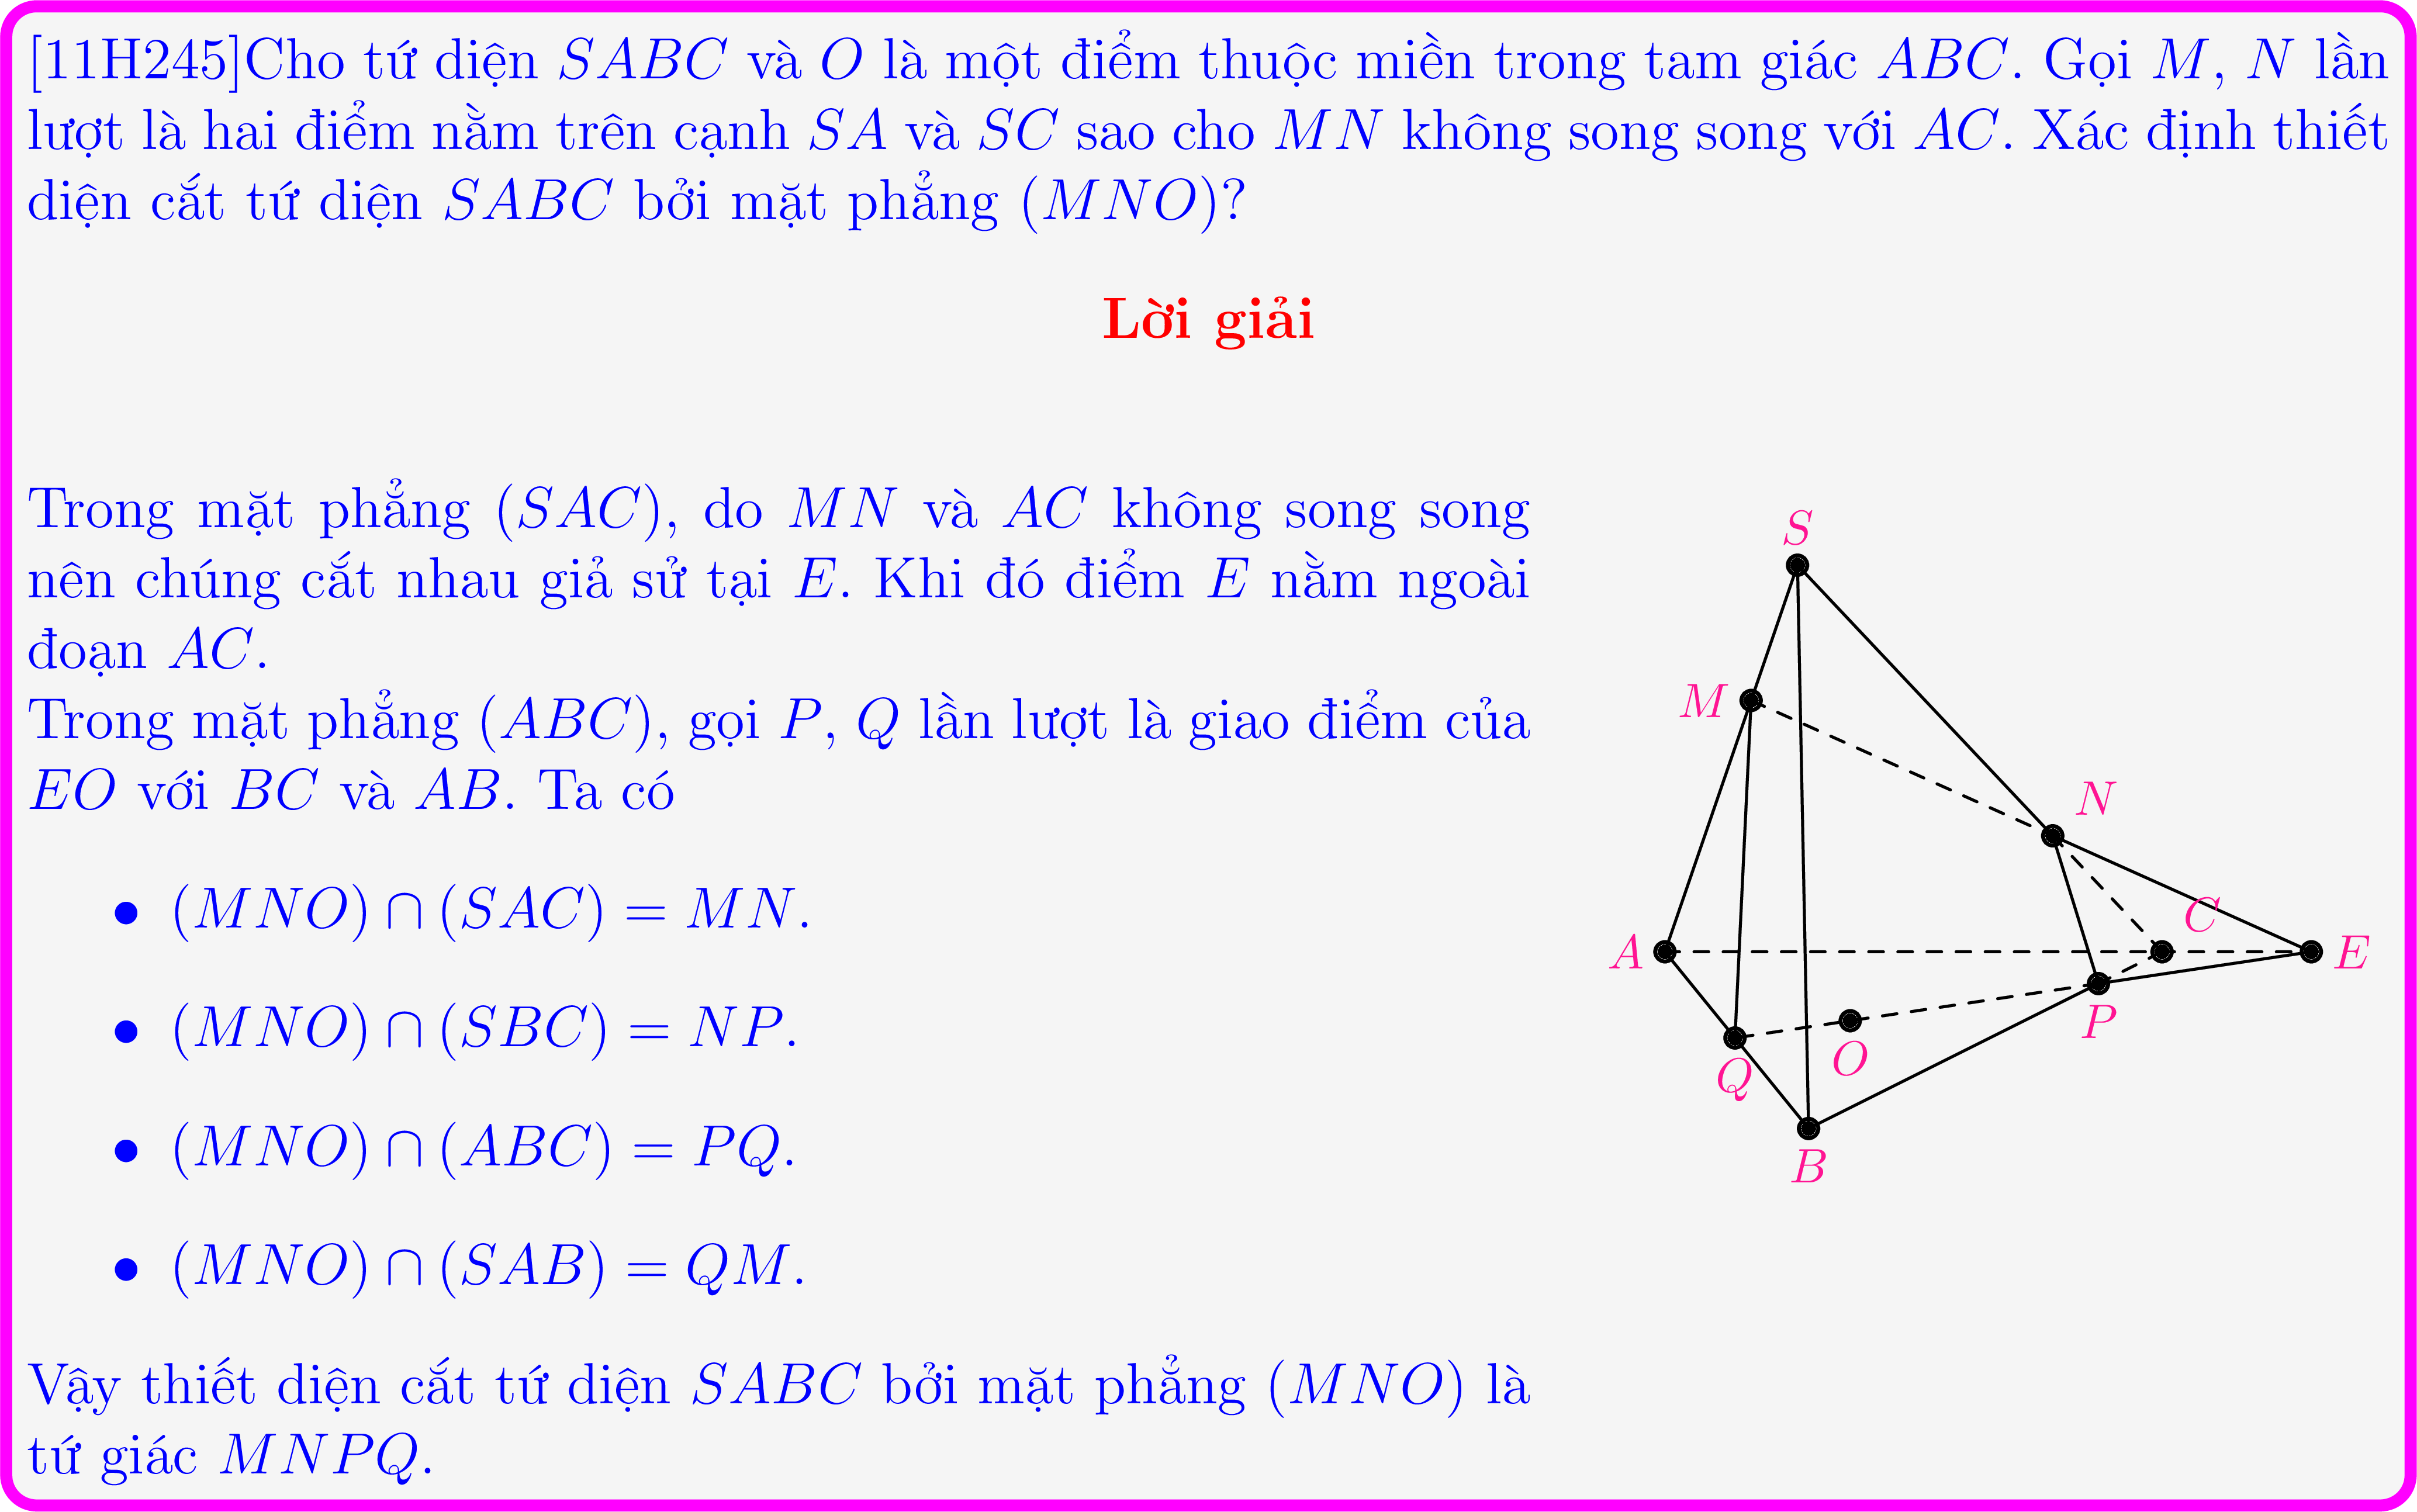 [11H245]Cho tứ diện SABC và O là một điểm thuộc miền trong tam giác ABC. Gọi M, N lần
lượt là hai điểm nằm trên cạnh SA và SC sao cho MN không song song với AC. Xác định thiết
diện cắt tứ diện SABC bởi mặt phẳng (MNO)?
Lời giải
Trong mặt phẳng (SAC), do MN và AC không song song
nên chúng cắt nhau giả sử tại E. Khi đó điểm E nằm ngoài
đoạn AC.
Trong mặt phẳng (ABC), gọi P, Q lần lượt là giao điểm của
EO với BC và AB. Ta có
• (MNO) ∩ (SAC) = MN.
• (MNO) ∩ (SBC) = NP.
• (MNO) ∩ (ABC) = PQ.
• (MNO) ∩ (SAB) = QM.
Vậy thiết diện cắt tứ diện SABC bởi mặt phẳng (MNO) là
tứ giác MNPQ.
S
M
N
C
A
E
P
O
Q
B